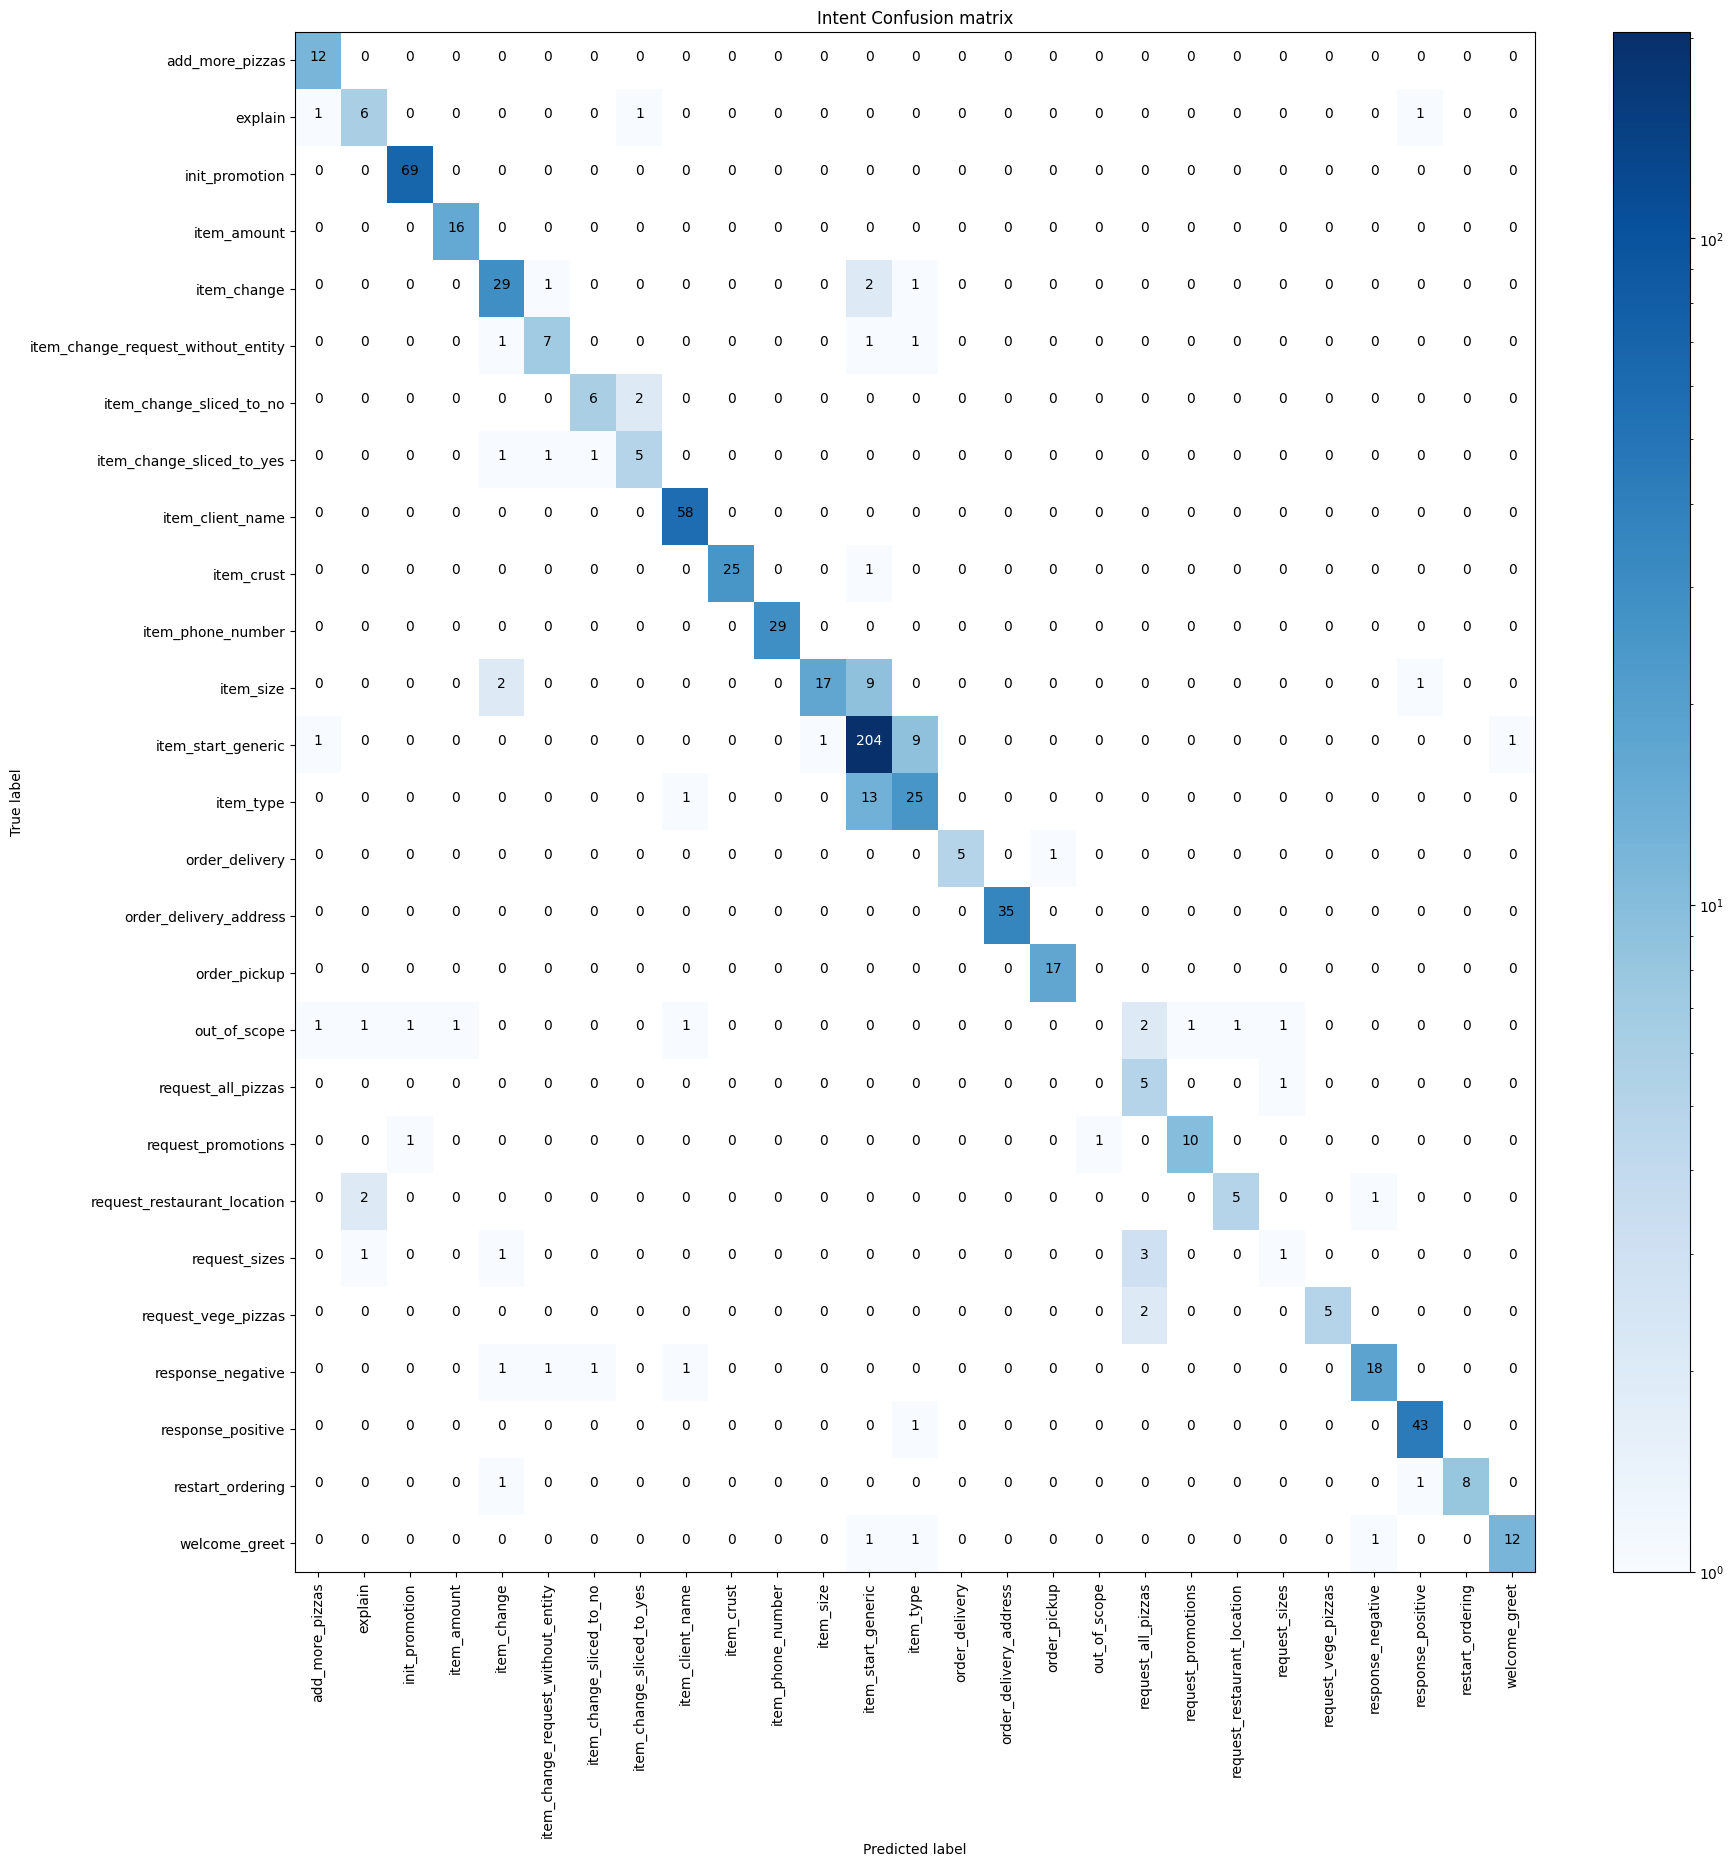 Intent Confusion matrix
add_more_pizzas 12 0 0 0 0 0 0 0 0 0 0 0 0 0 0 0 0 0 0 0 0 0 0 0 0 0 0
explain 1 6 0 0 0 0 0 1 0 0 0 0 0 0 0 0 0 0 0 0 0 0 0 0 1 0 0
init_promotion 0 0 69 0 0 0 0 0 0 0 0 0 0 0 0 0 0 0 0 0 0 0 0 0 0 0 0
item_amount 0 0 0 16 0 0 0 0 0 0 0 0 0 0 0 0 0 0 0 0 0 0 0 0 0 0 0
item_change 0 0 0 0 29 1 0 0 0 0 0 0 2 1 0 0 0 0 0 0 0 0 0 0 0 0 0
item_change_request_without_entity 0 0 0 0 1 7 0 0 0 0 0 0 1 1 0 0 0 0 0 0 0 0 0 0 0 0 0
item_change_sliced_to_no 0 0 0 0 0 0 6 2 0 0 0 0 0 0 0 0 0 0 0 0 0 0 0 0 0 0 0
item_change_sliced_to_yes 0 0 0 0 1 1 1 5 0 0 0 0 0 0 0 0 0 0 0 0 0 0 0 0 0 0 0
item_client_name 0 0 0 0 0 0 0 0 58 0 0 0 0 0 0 0 0 0 0 0 0 0 0 0 0 0 0
item_crust 0 0 0 0 0 0 0 0 0 25 0 0 1 0 0 0 0 0 0 0 0 0 0 0 0 0 0
item_phone_number 0 0 0 0 0 0 0 0 0 0 29 0 0 0 0 0 0 0 0 0 0 0 0 0 0 0 0
item_size 0 0 0 0 2 0 0 0 0 0 0 17 9 0 0 0 0 0 0 0 0 0 0 0 1 0 0
item_start_generic 1 0 0 0 0 0 0 0 0 0 0 1 204 9 0 0 0 0 0 0 0 0 0 0 0 0 1
item_type 0 0 0 0 0 0 0 0 1 0 0 0 13 25 0 0 0 0 0 0 0 0 0 0 0 0 0
order_delivery 0 0 0 0 0 0 0 0 0 0 0 0 0 0 5 0 1 0 0 0 0 0 0 0 0 0 0
order_delivery_address 0 0 0 0 0 0 0 0 0 0 0 0 0 0 0 35 0 0 0 0 0 0 0 0 0 0 0
order_pickup 0 0 0 0 0 0 0 0 0 0 0 0 0 0 0 0 17 0 0 0 0 0 0 0 0 0 0
out_of_scope 1 1 1 1 0 0 0 0 1 0 0 0 0 0 0 0 0 0 2 1 1 1 0 0 0 0 0
request_all_pizzas 0 0 0 0 0 0 0 0 0 0 0 0 0 0 0 0 0 0 5 0 0 1 0 0 0 0 0
request_promotions 0 0 1 0 0 0 0 0 0 0 0 0 0 0 0 0 0 1 0 10 0 0 0 0 0 0 0
request_restaurant_location 0 2 0 0 0 0 0 0 0 0 0 0 0 0 0 0 0 0 0 0 5 0 0 1 0 0 0
request_sizes 0 1 0 0 1 0 0 0 0 0 0 0 0 0 0 0 0 0 3 0 0 1 0 0 0 0 0
request_vege_pizzas 0 0 0 0 0 0 0 0 0 0 0 0 0 0 0 0 0 0 2 0 0 0 5 0 0 0 0
response_negative 0 0 0 0 1 1 1 0 1 0 0 0 0 0 0 0 0 0 0 0 0 0 0 18 0 0 0
response_positive 0 0 0 0 0 0 0 0 0 0 0 0 0 1 0 0 0 0 0 0 0 0 0 0 43 0 0
restart_ordering 0 0 0 0 1 0 0 0 0 0 0 0 0 0 0 0 0 0 0 0 0 0 0 0 1 8 0
welcome_greet 0 0 0 0 0 0 0 0 0 0 0 0 1 1 0 0 0 0 0 0 0 0 0 1 0 0 12
True label
add_more_pizzas
explain
init_promotion
item_amount
item_change
item_change_request_without_entity
item_change_sliced_to_no
item_change_sliced_to_yes
item_client_name
item_crust
item_phone_number
item_size
item_start_generic
item_type
order_delivery
order_delivery_address
order_pickup
out_of_scope
request_all_pizzas
request_promotions
request_restaurant_location
request_sizes
request_vege_pizzas
response_negative
response_positive
restart_ordering
welcome_greet
Predicted label
10²
10¹
10⁰